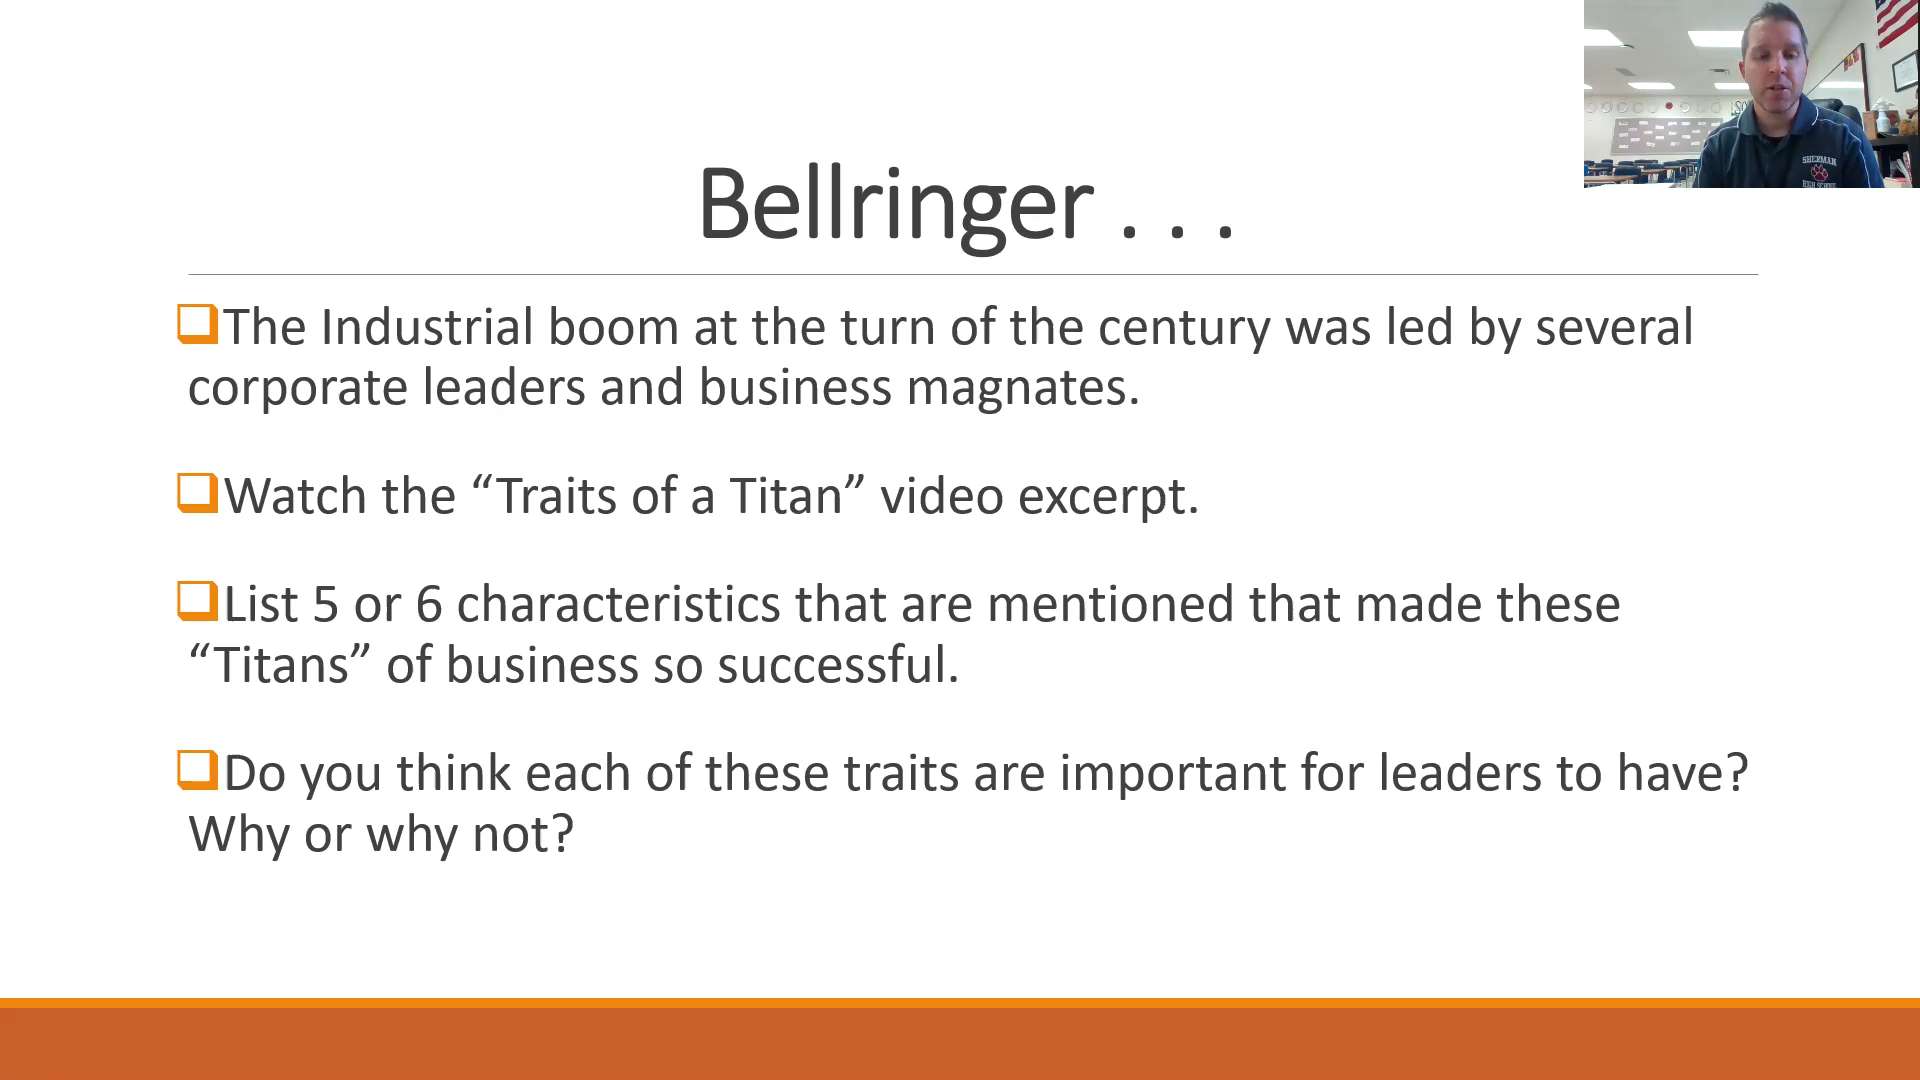 Bellringer . . .
The Industrial boom at the turn of the century was led by several
corporate leaders and business magnates.
Watch the “Traits of a Titan” video excerpt.
List 5 or 6 characteristics that are mentioned that made these
“Titans” of business so successful.
Do you think each of these traits are important for leaders to have?
Why or why not?
SHERMAN
HIGH SCHOOL